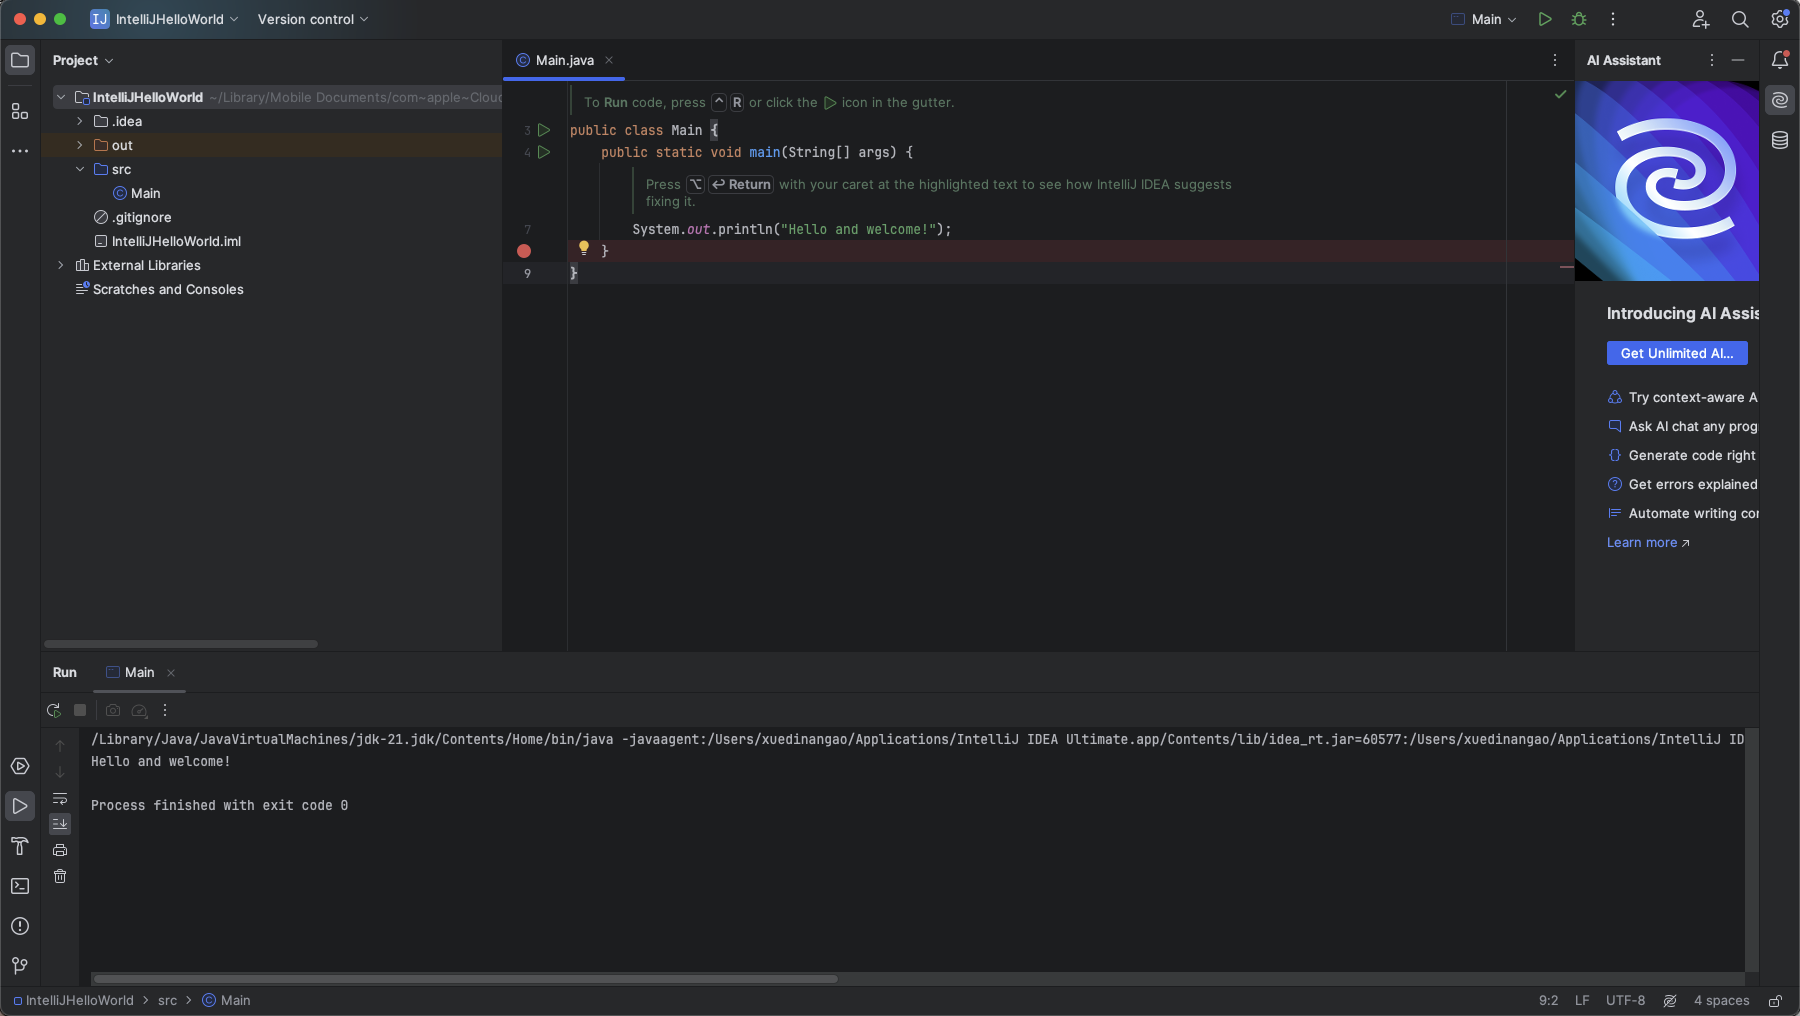 IJ IntelliJHelloWorld Version control Main
Project
Main.java
AI Assistant
IntelliJHelloWorld ~/Library/Mobile Documents/com~apple~Cloud
.idea
out
src
Main
.gitignore
IntelliJHelloWorld.iml
External Libraries
Scratches and Consoles
To Run code, press ^ R or click the icon in the gutter.
3 public class Main {
4 public static void main(String[] args) {
Press ⌥ ↩ Return with your caret at the highlighted text to see how IntelliJ IDEA suggests
fixing it.
7 System.out.println("Hello and welcome!");
}
9 }
Introducing AI Assis
Get Unlimited AI...
Try context-aware A
Ask AI chat any prog
Generate code right
Get errors explained
Automate writing co
Learn more ↗
Run Main
/Library/Java/JavaVirtualMachines/jdk-21.jdk/Contents/Home/bin/java -javaagent:/Users/xuedinangao/Applications/IntelliJ IDEA Ultimate.app/Contents/lib/idea_rt.jar=60577:/Users/xuedinangao/Applications/IntelliJ ID
Hello and welcome!
Process finished with exit code 0
IntelliJHelloWorld > src > Main
9:2 LF UTF-8 4 spaces